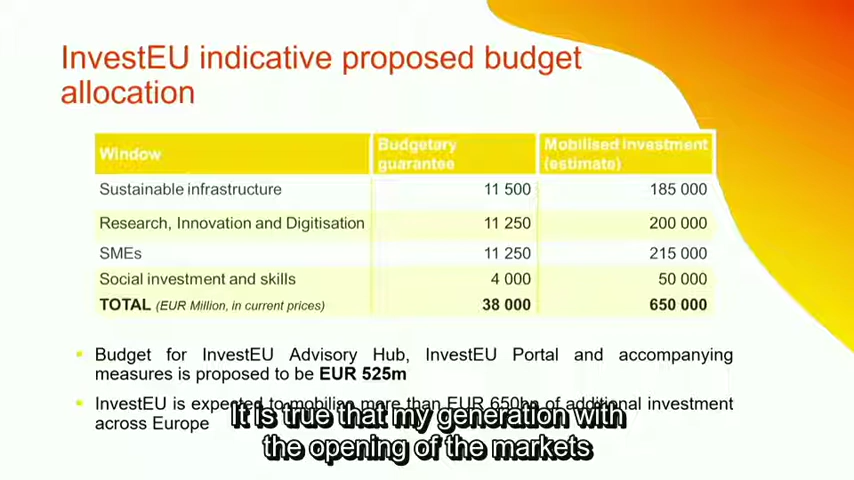 InvestEU indicative proposed budget
allocation
Window Budgetary guarantee Mobilised investment (estimate)
Sustainable infrastructure 11 500 185 000
Research, Innovation and Digitisation 11 250 200 000
SMEs 11 250 215 000
Social investment and skills 4 000 50 000
TOTAL (EUR Million, in current prices) 38 000 650 000
Budget for InvestEU Advisory Hub, InvestEU Portal and accompanying
measures is proposed to be EUR 525m
InvestEU is expected to mobilise more than EUR 650bn of additional investment
across Europe
It is true that my generation with
the opening of the markets